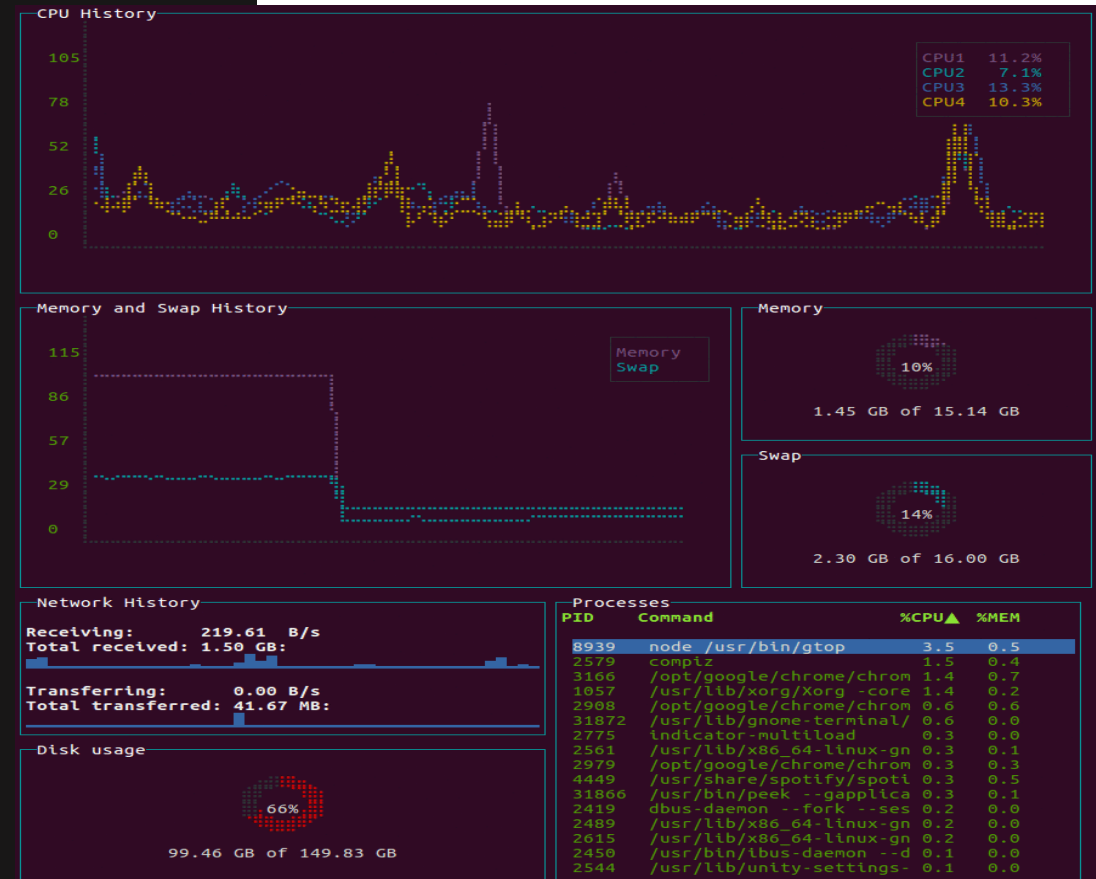 CPU History
105
78
52
26
0
CPU1 11.2%
CPU2 7.1%
CPU3 13.3%
CPU4 10.3%
Memory and Swap History
115
86
57
29
0
Memory
Swap
Memory
10%
1.45 GB of 15.14 GB
Swap
14%
2.30 GB of 16.00 GB
Network History
Receiving: 219.61 B/s
Total received: 1.50 GB:
Transferring: 0.00 B/s
Total transferred: 41.67 MB:
Disk usage
66%
99.46 GB of 149.83 GB
Processes
PID Command %CPU▲ %MEM
8939 node /usr/bin/gtop 3.5 0.5
2579 compiz 1.5 0.4
3166 /opt/google/chrome/chrom 1.4 0.7
1057 /usr/lib/xorg/Xorg -core 1.4 0.2
2908 /opt/google/chrome/chrom 0.6 0.6
31872 /usr/lib/gnome-terminal/ 0.6 0.0
2775 indicator-multiload 0.3 0.0
2561 /usr/lib/x86_64-linux-gn 0.3 0.1
2979 /opt/google/chrome/chrom 0.3 0.3
4449 /usr/share/spotify/spoti 0.3 0.5
31866 /usr/bin/peek --gapplica 0.3 0.1
2419 dbus-daemon --fork --ses 0.2 0.0
2489 /usr/lib/x86_64-linux-gn 0.2 0.0
2615 /usr/lib/x86_64-linux-gn 0.2 0.0
2450 /usr/bin/ibus-daemon --d 0.1 0.0
2544 /usr/lib/unity-settings- 0.1 0.0